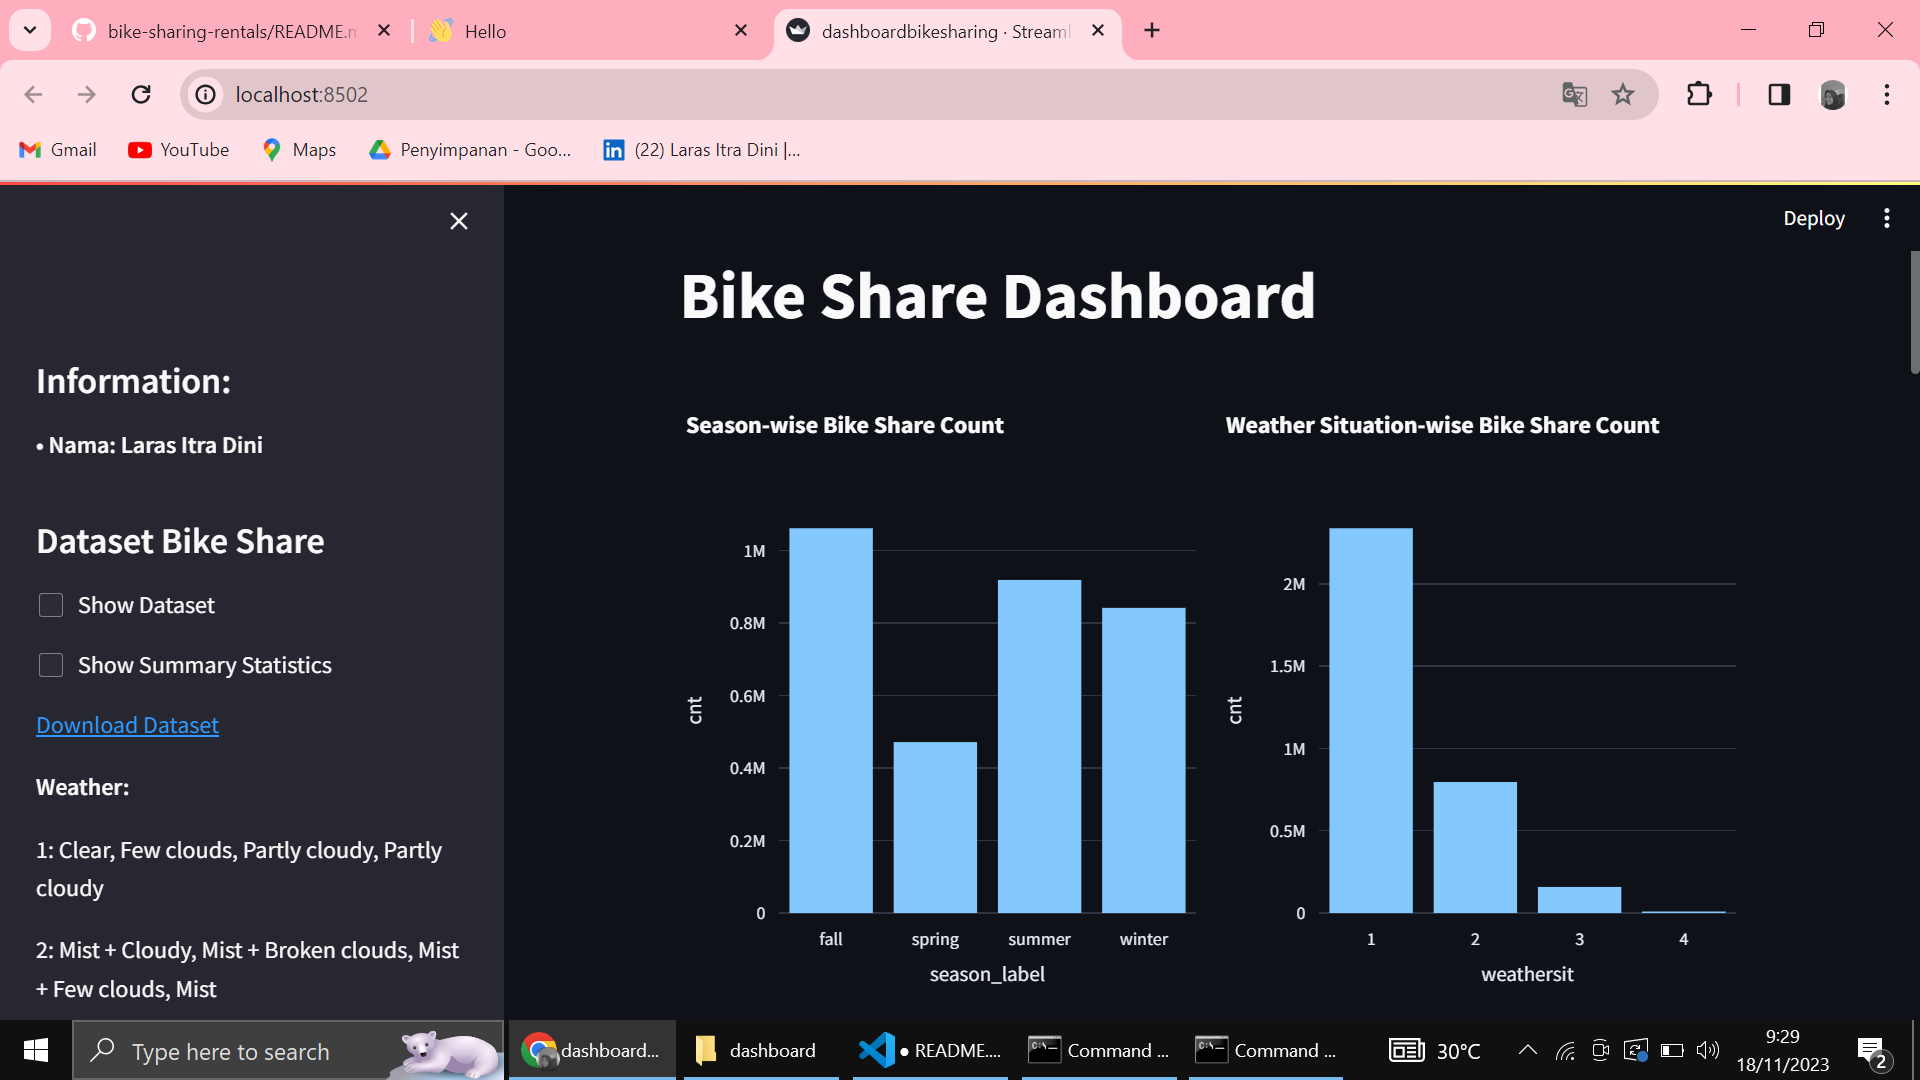 bike-sharing-rentals/README.m
Hello
dashboardbikesharing · Streaml
localhost:8502
Gmail
YouTube
Maps
Penyimpanan - Goo...
(22) Laras Itra Dini |...
Deploy
Information:
• Nama: Laras Itra Dini
Dataset Bike Share
Show Dataset
Show Summary Statistics
Download Dataset
Weather:
1: Clear, Few clouds, Partly cloudy, Partly
cloudy
2: Mist + Cloudy, Mist + Broken clouds, Mist
+ Few clouds, Mist
Bike Share Dashboard
Season-wise Bike Share Count
1M
0.8M
0.6M
0.4M
0.2M
0
cnt
fall
spring
summer
winter
season_label
Weather Situation-wise Bike Share Count
2M
1.5M
1M
0.5M
0
cnt
1
2
3
4
weathersit
Type here to search
dashboard...
dashboard
● README....
Command ...
Command ...
30°C
9:29
18/11/2023
2